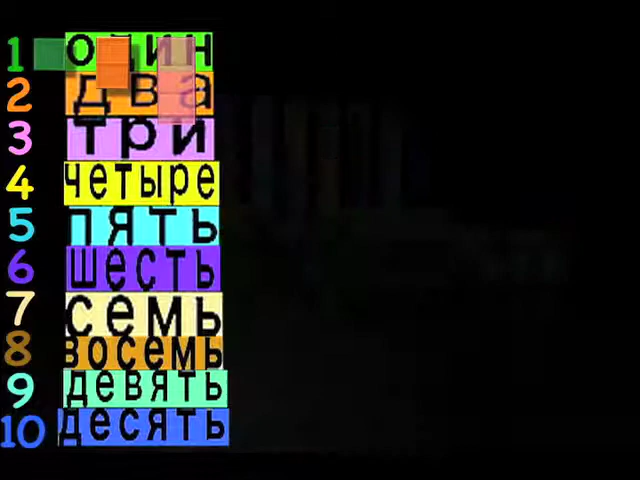 1 один
2 два
3 три
4 четыре
5 пять
6 шесть
7 семь
8 восемь
9 девять
10 десять